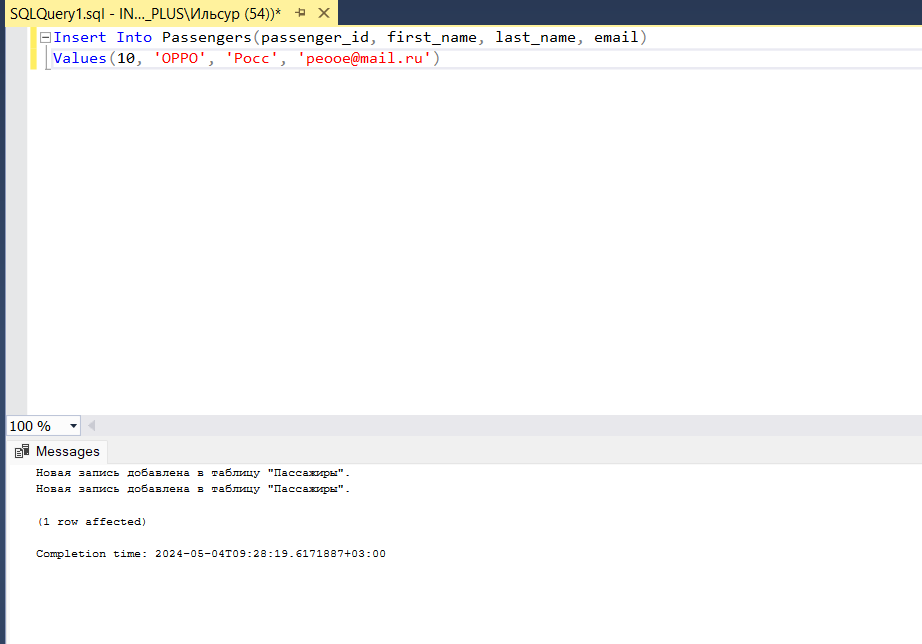 SQLQuery1.sql - IN..._PLUS\Ильсур (54))*
Insert Into Passengers(passenger_id, first_name, last_name, email)
Values(10, 'OPPO', 'Росс', 'peooe@mail.ru')
100 %
Messages
Новая запись добавлена в таблицу "Пассажиры".
Новая запись добавлена в таблицу "Пассажиры".
(1 row affected)
Completion time: 2024-05-04T09:28:19.6171887+03:00